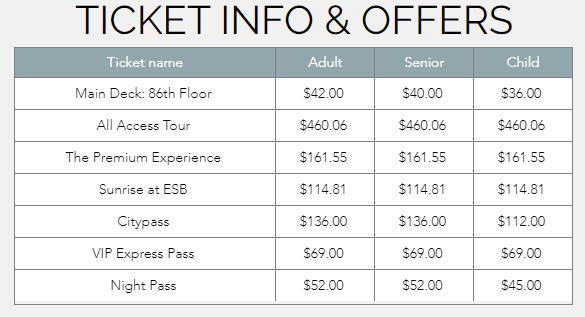 TICKET INFO & OFFERS
Ticket name Adult Senior Child
Main Deck: 86th Floor $42.00 $40.00 $36.00
All Access Tour $460.06 $460.06 $460.06
The Premium Experience $161.55 $161.55 $161.55
Sunrise at ESB $114.81 $114.81 $114.81
Citypass $136.00 $136.00 $112.00
VIP Express Pass $69.00 $69.00 $69.00
Night Pass $52.00 $52.00 $45.00